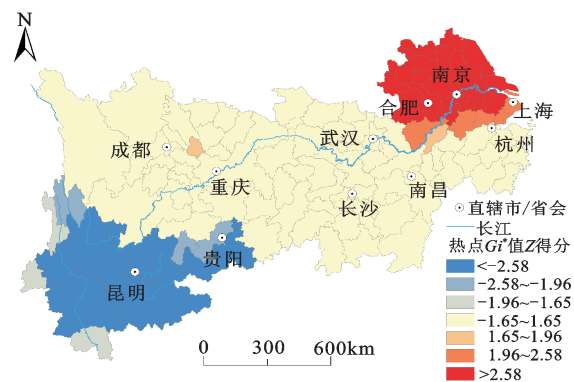 N
南京
合肥
上海
武汉
杭州
成都
重庆
南昌
长沙
贵阳
昆明
直辖市/省会
长江
热点Gi*值Z得分
<-2.58
-2.58~-1.96
-1.96~-1.65
-1.65~1.65
1.65~1.96
1.96~2.58
>2.58
0 300 600km